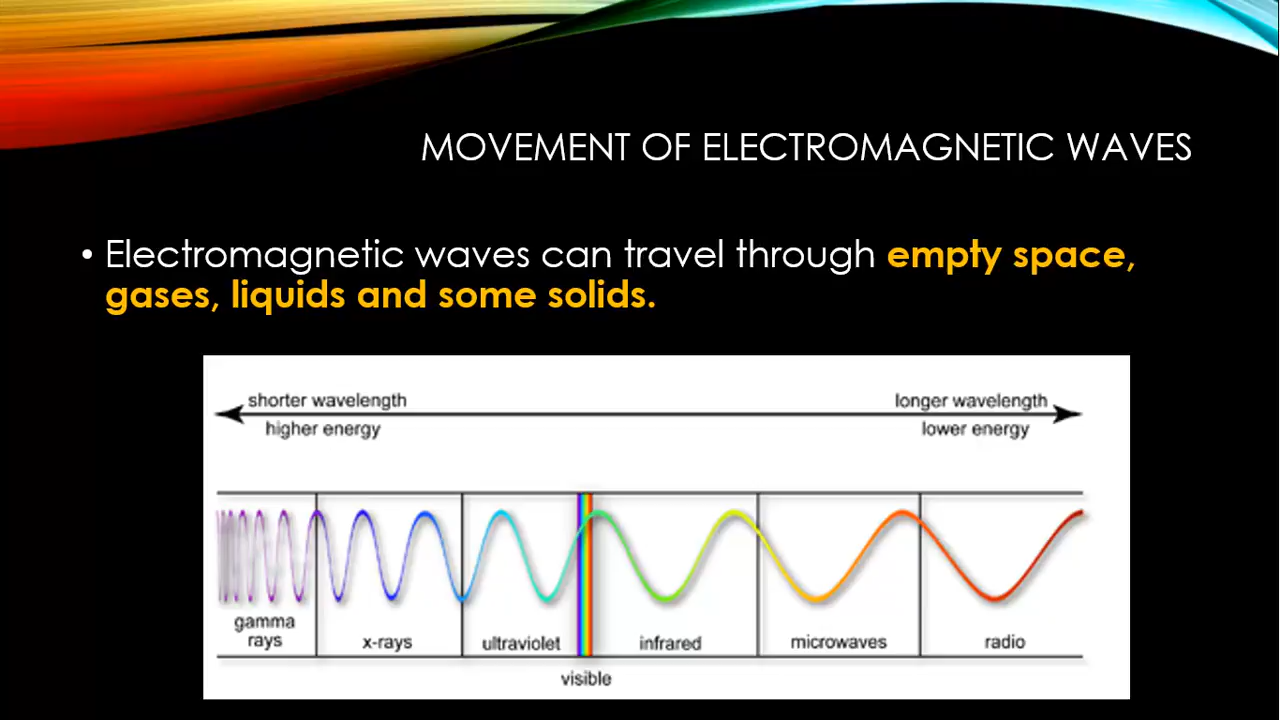 MOVEMENT OF ELECTROMAGNETIC WAVES
• Electromagnetic waves can travel through empty space,
gases, liquids and some solids.
shorter wavelength
longer wavelength
higher energy
lower energy
gamma
rays
x-rays
ultraviolet
infrared
microwaves
radio
visible